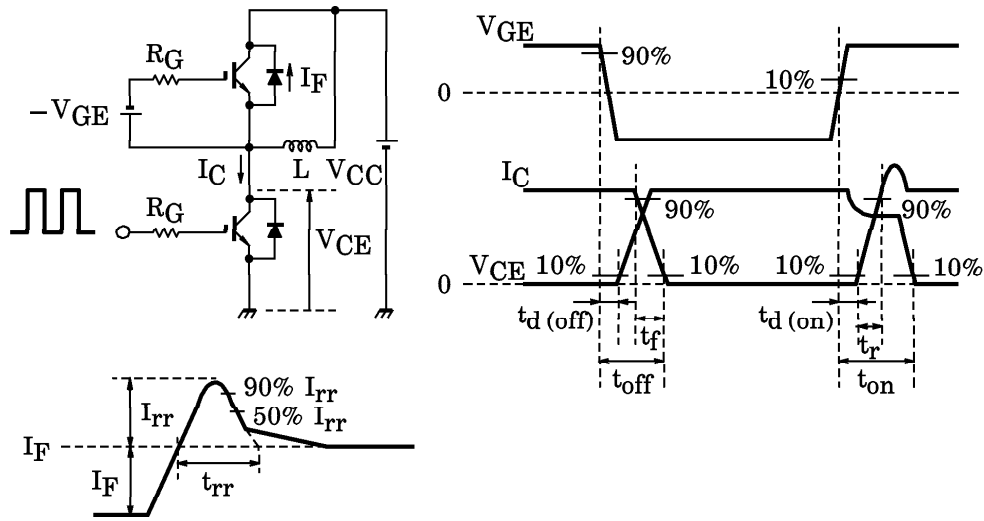 R_G
I_F
−V_GE
I_C
L
V_CC
R_G
V_CE
V_GE
90%
10%
0
I_C
90%
90%
V_CE
10%
10%
10%
10%
0
t_d (off)
t_f
t_d (on)
t_r
t_off
t_on
90% I_rr
I_rr
50% I_rr
I_F
I_F
t_rr